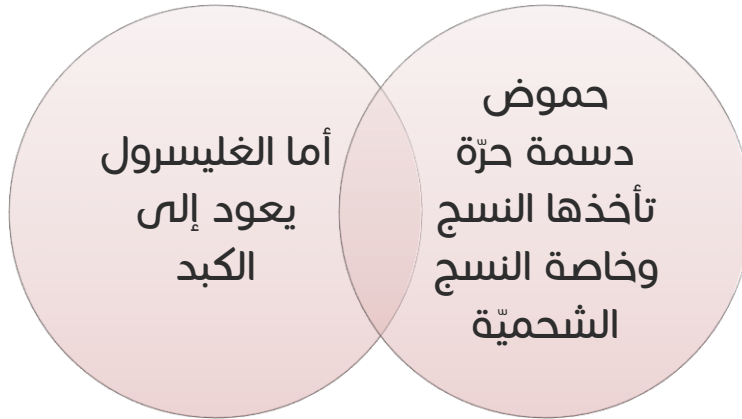 حموض
دسمة حرّة
تأخذها النسج
وخاصة النسج
الشحميّة
أما الغليسرول
يعود إلى
الكبد